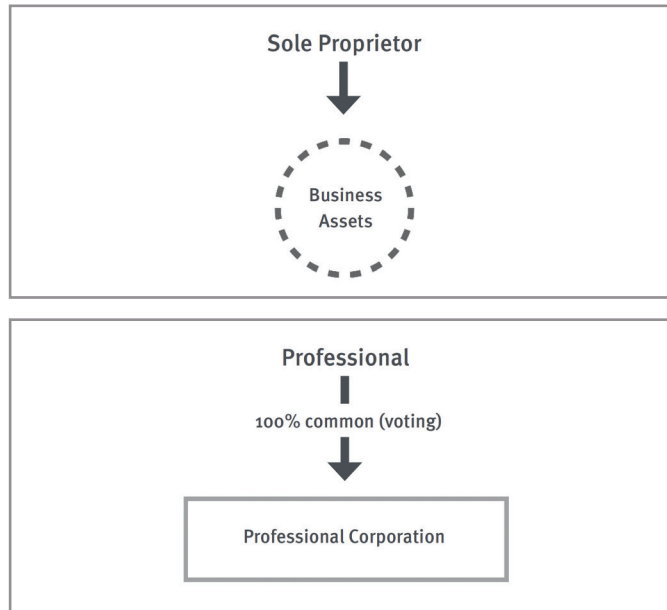 Sole Proprietor
Business
Assets
Professional
100% common (voting)
Professional Corporation